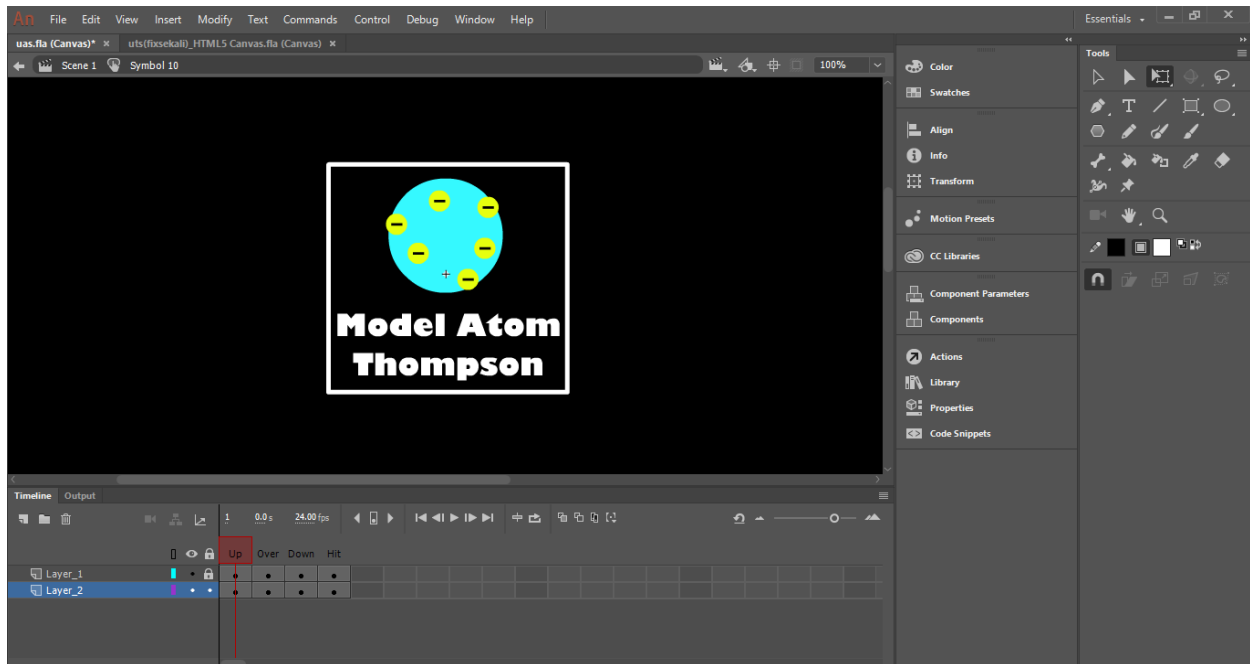 An File Edit View Insert Modify Text Commands Control Debug Window Help Essentials
uas.fla (Canvas)* × uts(fixsekali)_HTML5 Canvas.fla (Canvas) ×
Scene 1 Symbol 10 100%
Model Atom
Thompson
Color
Swatches
Align
Info
Transform
Motion Presets
CC Libraries
Component Parameters
Components
Actions
Library
Properties
Code Snippets
Tools
Timeline Output
1 0.0 s 24.00 fps
Up Over Down Hit
Layer_1
Layer_2